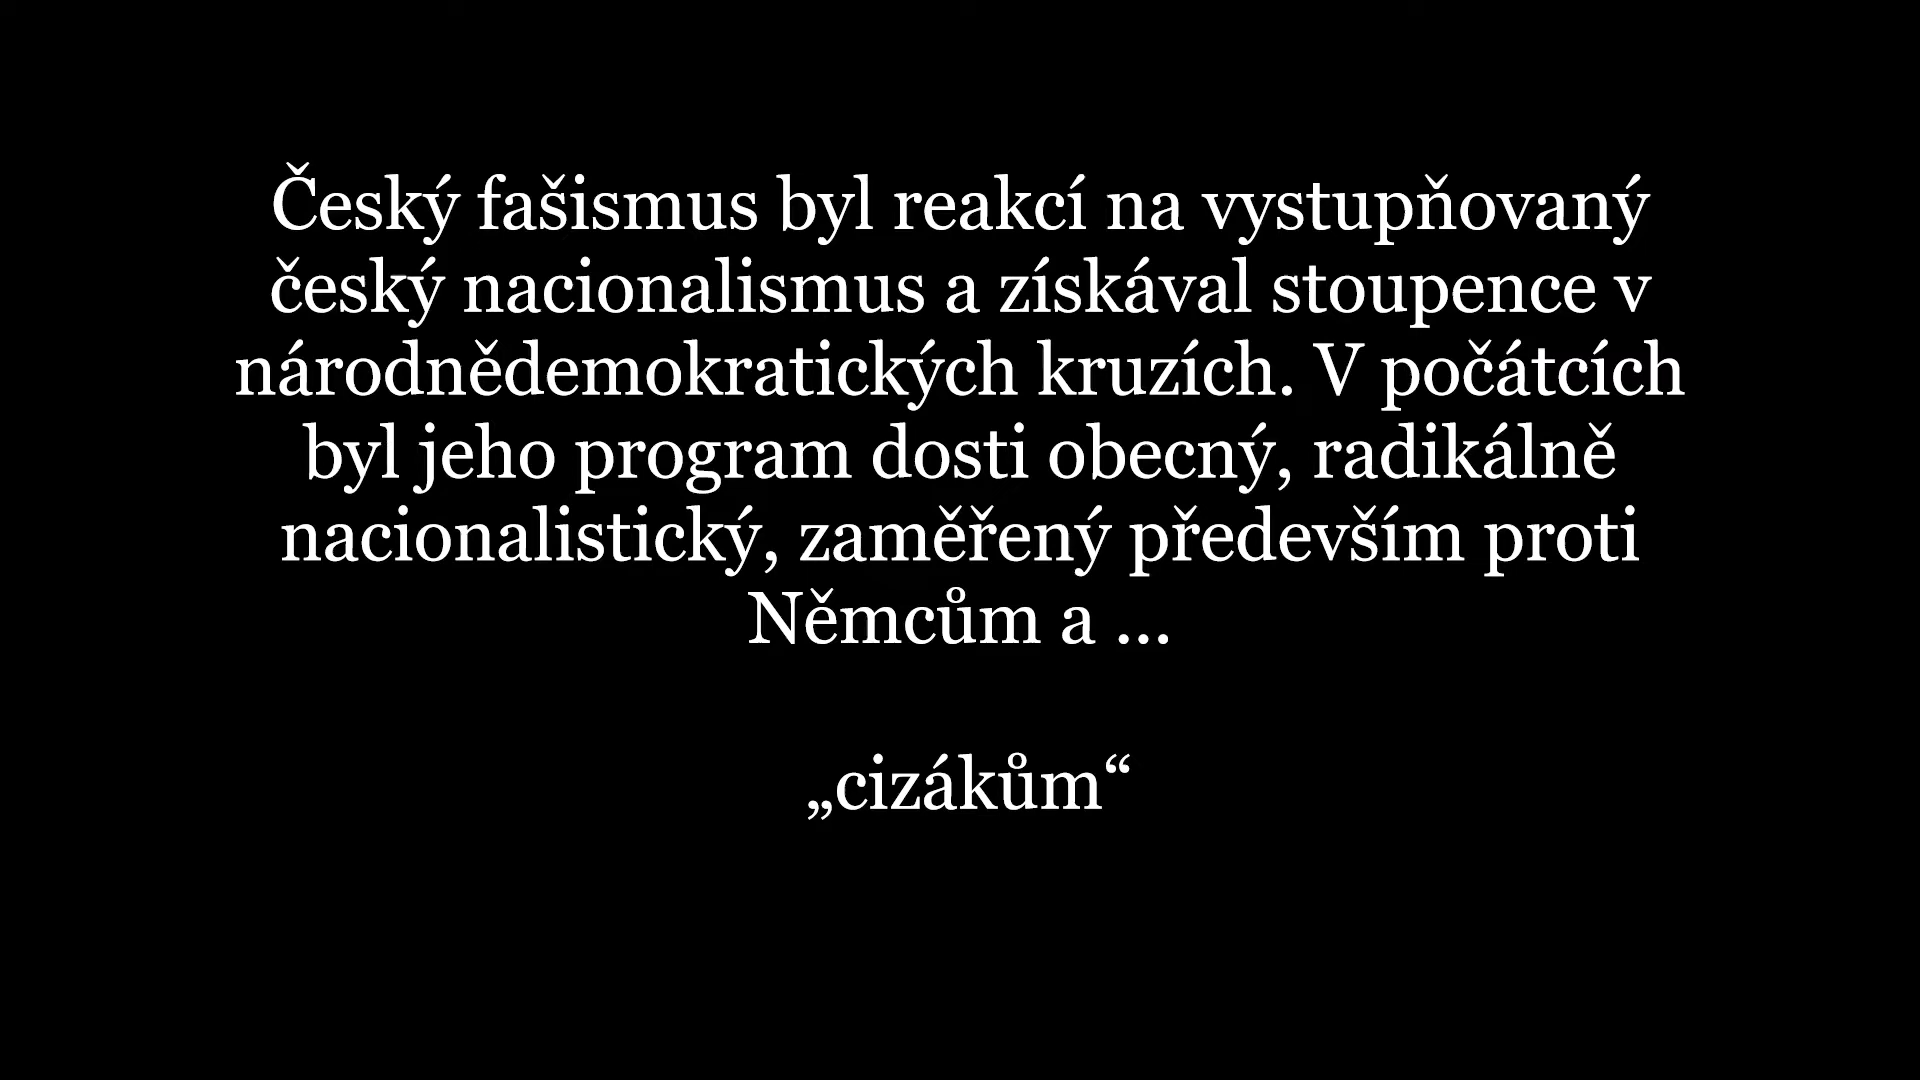 Český fašismus byl reakcí na vystupňovaný
český nacionalismus a získával stoupence v
národnědemokratických kruzích. V počátcích
byl jeho program dosti obecný, radikálně
nacionalistický, zaměřený především proti
Němcům a ...
„cizákům“